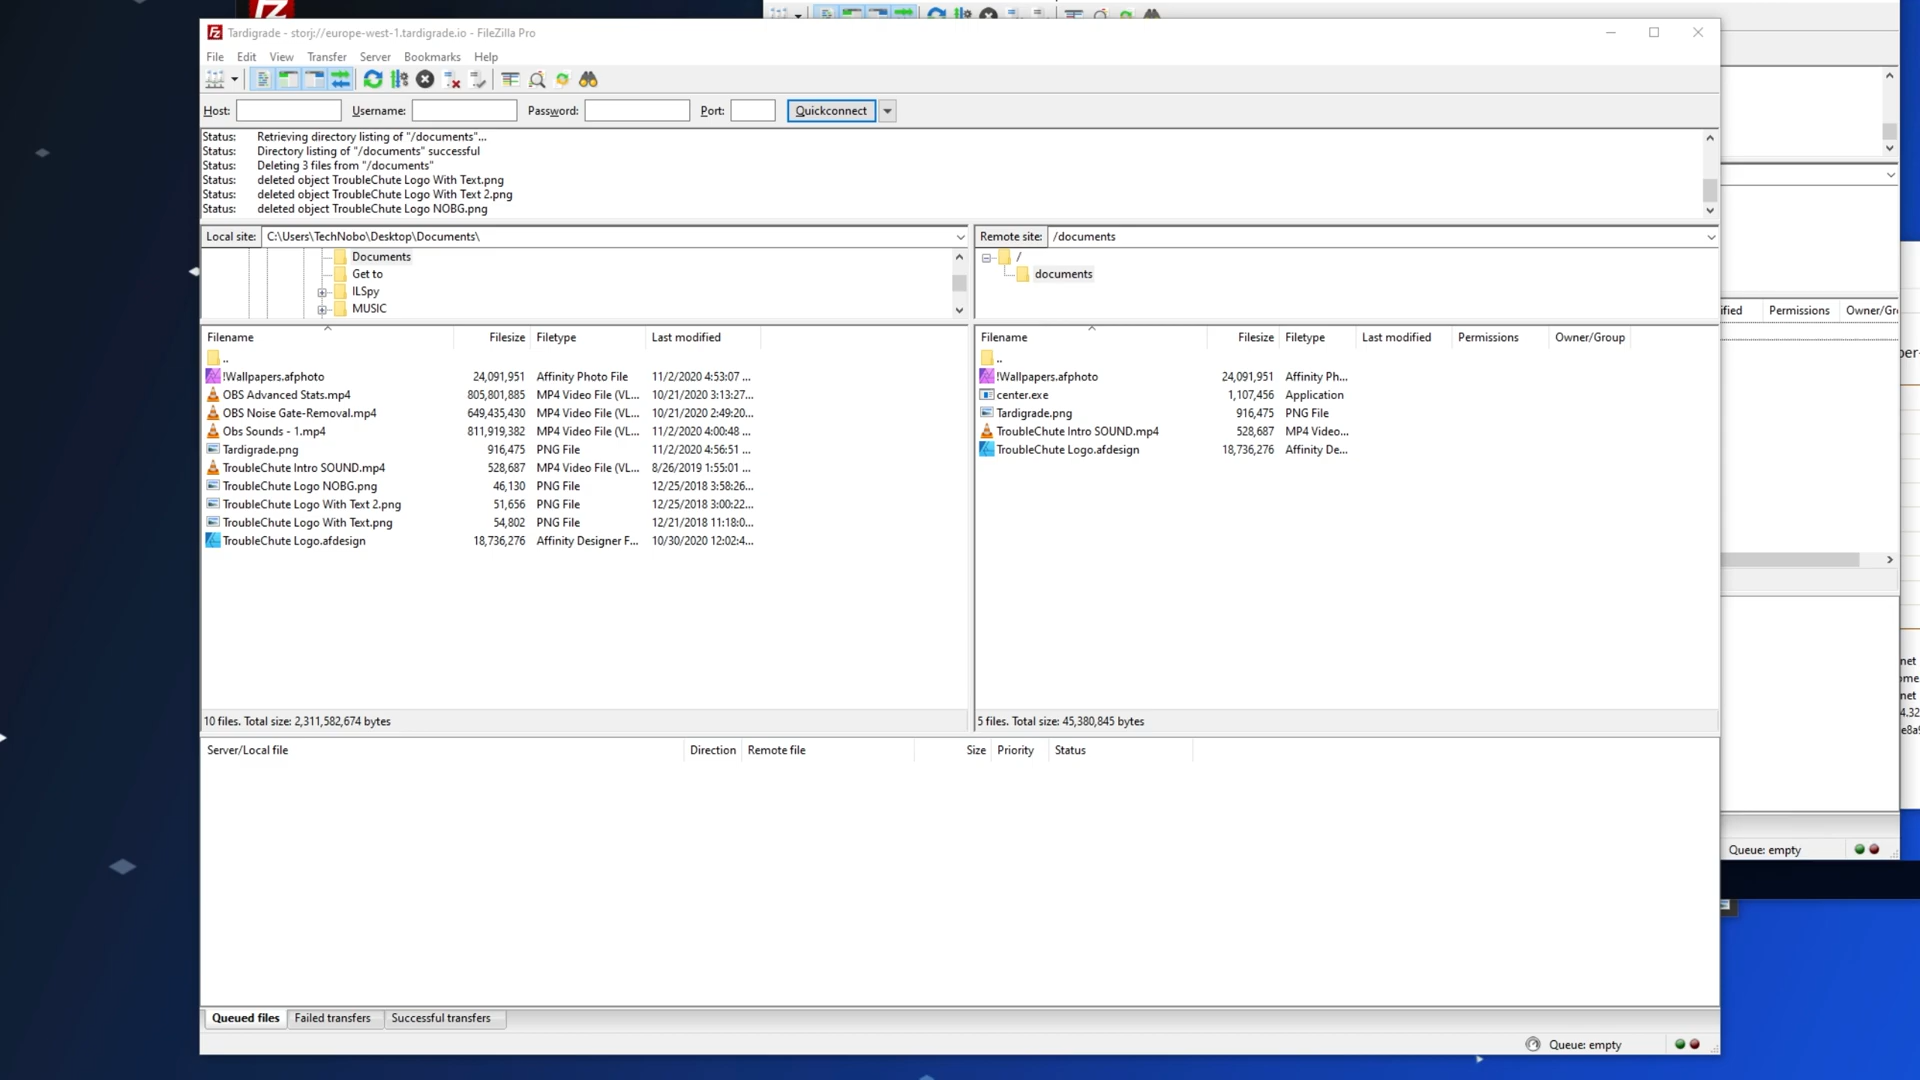 Tardigrade - storj://europe-west-1.tardigrade.io - FileZilla Pro
File Edit View Transfer Server Bookmarks Help
Host: Username: Password: Port: Quickconnect
Status: Retrieving directory listing of "/documents"...
Status: Directory listing of "/documents" successful
Status: Deleting 3 files from "/documents"
Status: deleted object TroubleChute Logo With Text.png
Status: deleted object TroubleChute Logo With Text 2.png
Status: deleted object TroubleChute Logo NOBG.png
Local site: C:\Users\TechNobo\Desktop\Documents\
Documents
Get to
ILSpy
MUSIC
Filename Filesize Filetype Last modified
..
!Wallpapers.afphoto 24,091,951 Affinity Photo File 11/2/2020 4:53:07 ...
OBS Advanced Stats.mp4 805,801,885 MP4 Video File (VL... 10/21/2020 3:13:27...
OBS Noise Gate-Removal.mp4 649,435,430 MP4 Video File (VL... 10/21/2020 2:49:20...
Obs Sounds - 1.mp4 811,919,382 MP4 Video File (VL... 11/2/2020 4:00:48 ...
Tardigrade.png 916,475 PNG File 11/2/2020 4:56:51 ...
TroubleChute Intro SOUND.mp4 528,687 MP4 Video File (VL... 8/26/2019 1:55:01 ...
TroubleChute Logo NOBG.png 46,130 PNG File 12/25/2018 3:58:26...
TroubleChute Logo With Text 2.png 51,656 PNG File 12/25/2018 3:00:22...
TroubleChute Logo With Text.png 54,802 PNG File 12/21/2018 11:18:0...
TroubleChute Logo.afdesign 18,736,276 Affinity Designer F... 10/30/2020 12:02:4...
10 files. Total size: 2,311,582,674 bytes
Remote site: /documents
/
documents
Filename Filesize Filetype Last modified Permissions Owner/Group
..
!Wallpapers.afphoto 24,091,951 Affinity Ph...
center.exe 1,107,456 Application
Tardigrade.png 916,475 PNG File
TroubleChute Intro SOUND.mp4 528,687 MP4 Video...
TroubleChute Logo.afdesign 18,736,276 Affinity De...
5 files. Total size: 45,380,845 bytes
Server/Local file Direction Remote file Size Priority Status
Queued files Failed transfers Successful transfers
Queue: empty
ified Permissions Owner/Gr
net
net
4.32
Queue: empty